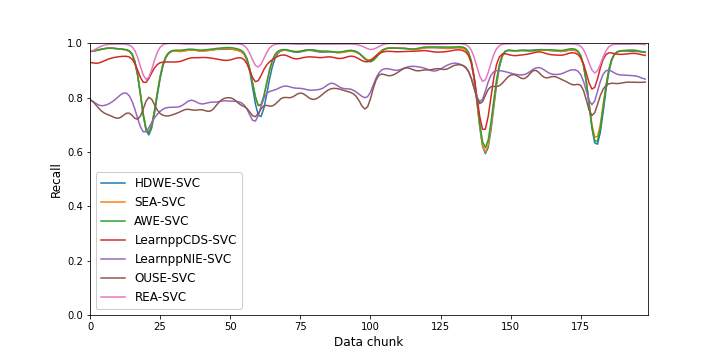 1.0
0.8
0.6
0.4
0.2
0.0
Recall
HDWE-SVC
SEA-SVC
AWE-SVC
LearnppCDS-SVC
LearnppNIE-SVC
OUSE-SVC
REA-SVC
0 25 50 75 100 125 150 175
Data chunk